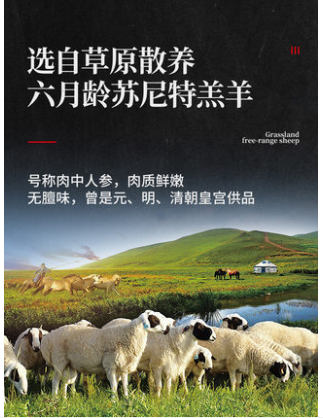 选自草原散养
六月龄苏尼特羔羊
Grassland
free-range sheep
号称肉中人参，肉质鲜嫩
无膻味，曾是元、明、清朝皇宫供品